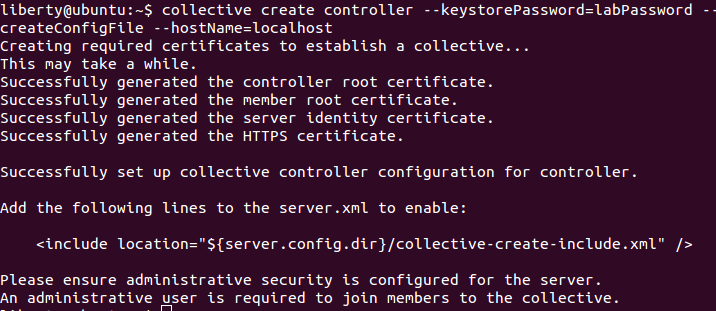 liberty@ubuntu:~$ collective create controller --keystorePassword=labPassword --
createConfigFile --hostName=localhost
Creating required certificates to establish a collective...
This may take a while.
Successfully generated the controller root certificate.
Successfully generated the member root certificate.
Successfully generated the server identity certificate.
Successfully generated the HTTPS certificate.

Successfully set up collective controller configuration for controller.

Add the following lines to the server.xml to enable:

    <include location="${server.config.dir}/collective-create-include.xml" />

Please ensure administrative security is configured for the server.
An administrative user is required to join members to the collective.